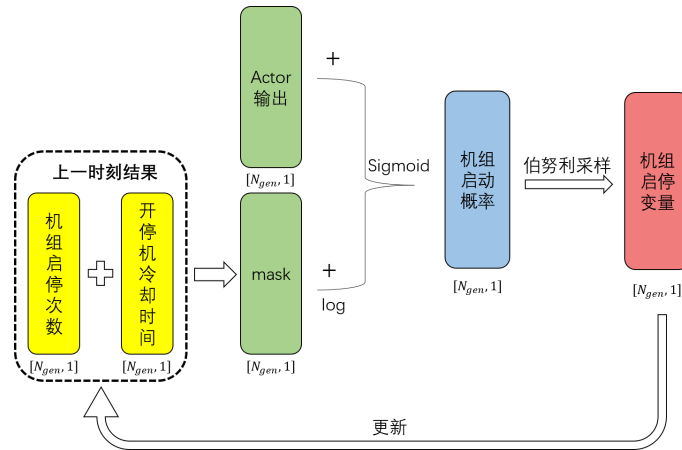 上一时刻结果
机组启停次数
[N_gen, 1]
开停机冷却时间
[N_gen, 1]
Actor
输出
[N_gen, 1]
+
mask
[N_gen, 1]
+
log
Sigmoid
机组
启动
概率
[N_gen, 1]
伯努利采样
机组
启停
变量
[N_gen, 1]
更新